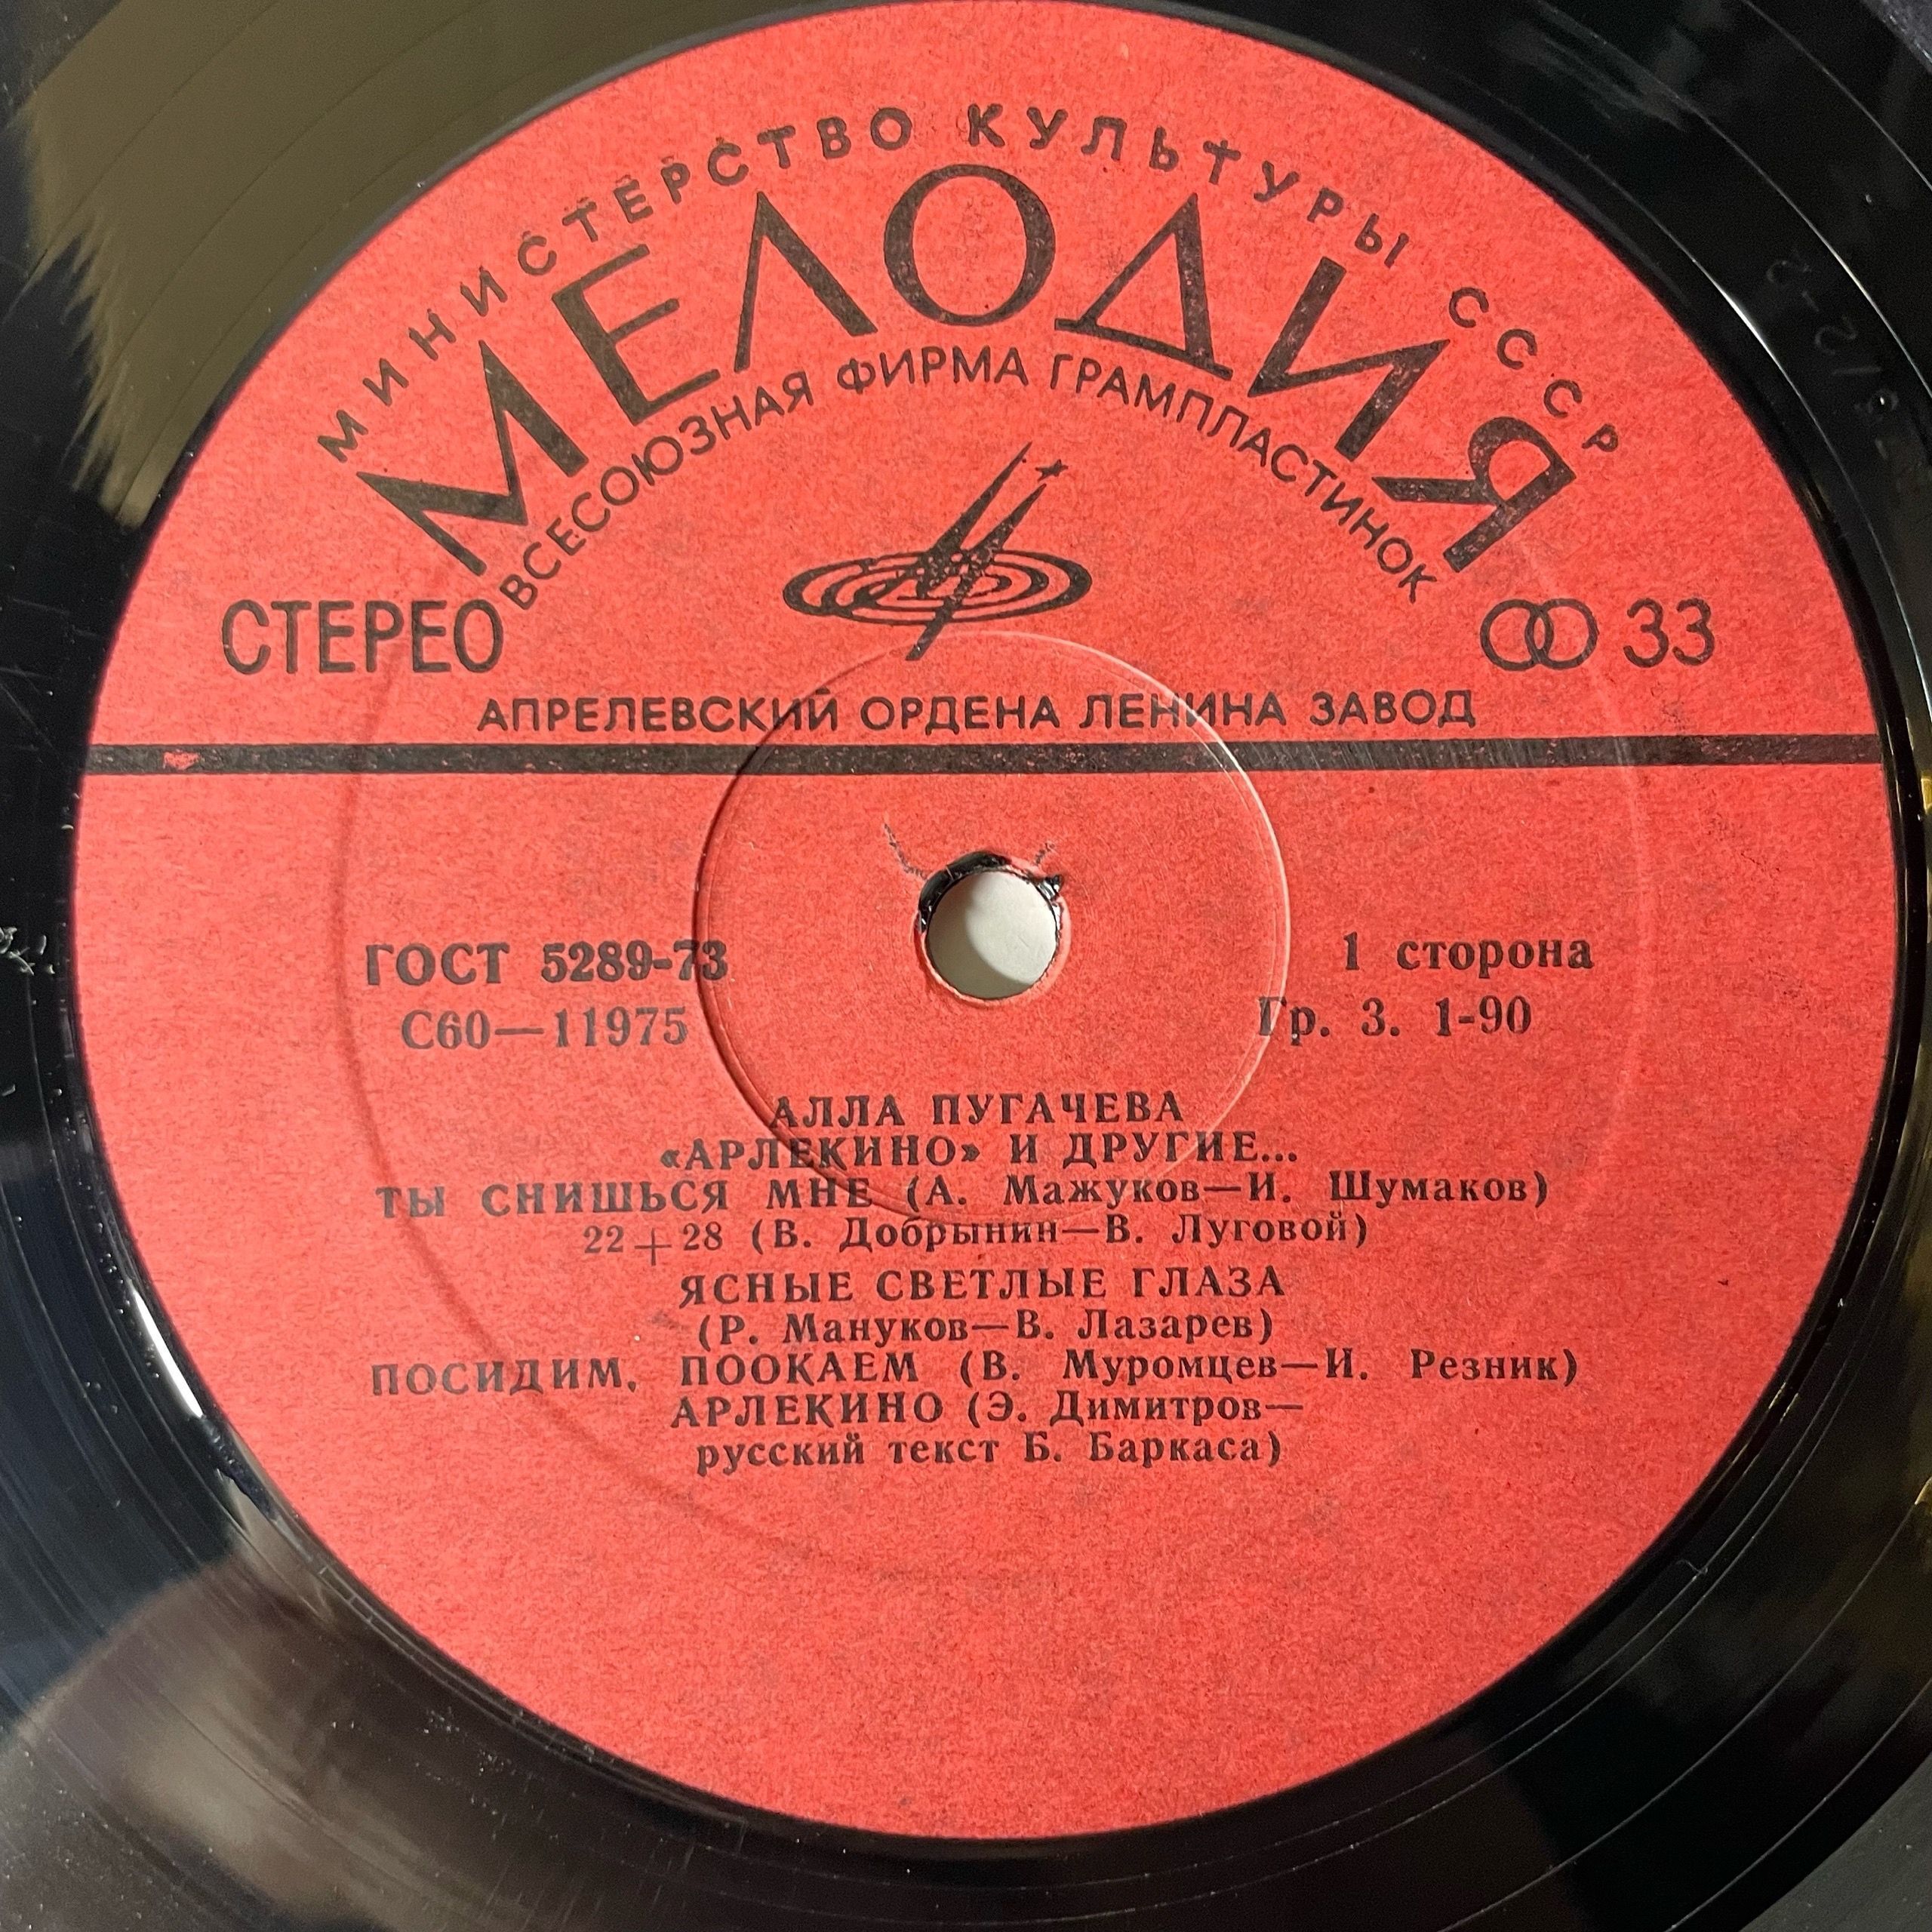 МИНИСТЕРСТВО КУЛЬТУРЫ СССР
МЕЛОДИЯ
ВСЕСОЮЗНАЯ ФИРМА ГРАМПЛАСТИНОК
СТЕРЕО
33
АПРЕЛЕВСКИЙ ОРДЕНА ЛЕНИНА ЗАВОД
ГОСТ 5289-73
1 сторона
С60—11975
Гр. 3. 1-90
АЛЛА ПУГАЧЕВА
«АРЛЕКИНО» И ДРУГИЕ...
ТЫ СНИШЬСЯ МНЕ (А. Мажуков—И. Шумаков)
22+28 (В. Добрынин—В. Луговой)
ЯСНЫЕ СВЕТЛЫЕ ГЛАЗА
(Р. Мануков—В. Лазарев)
ПОСИДИМ, ПООКАЕМ (В. Муромцев—И. Резник)
АРЛЕКИНО (Э. Димитров—
русский текст Б. Баркаса)